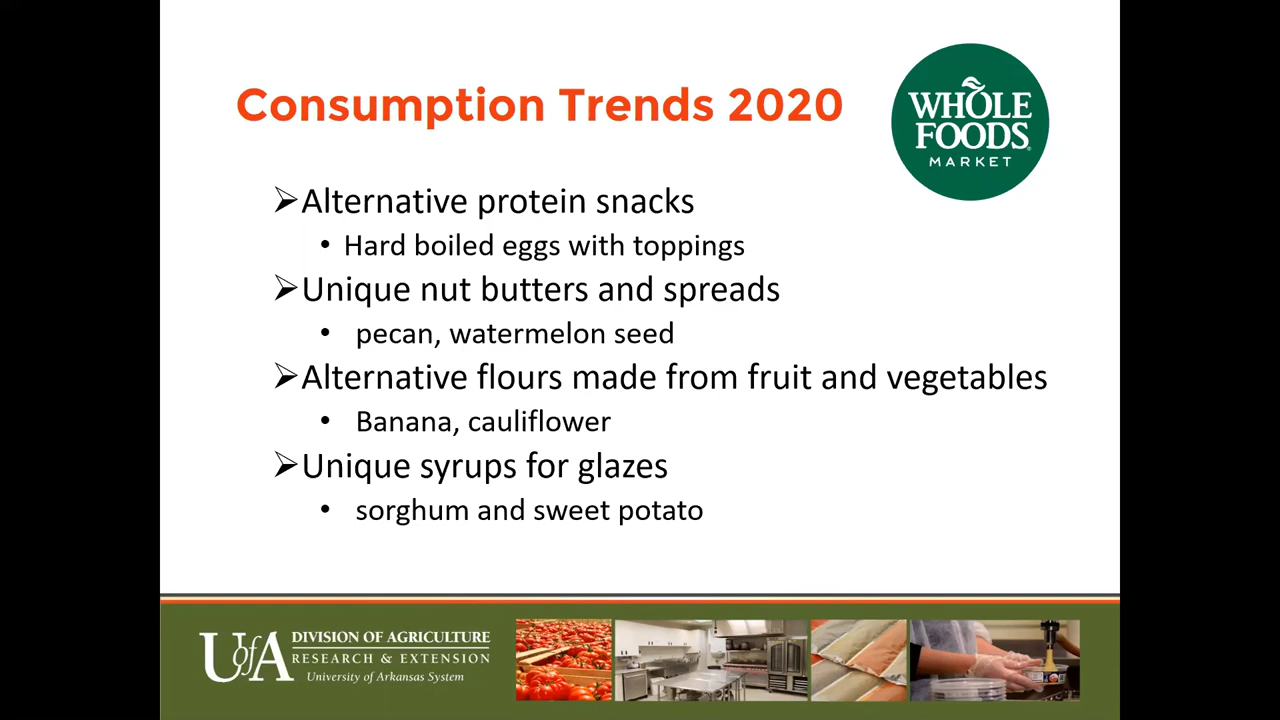 Consumption Trends 2020
WHOLE
FOODS
MARKET
➢Alternative protein snacks
• Hard boiled eggs with toppings
➢Unique nut butters and spreads
• pecan, watermelon seed
➢Alternative flours made from fruit and vegetables
• Banana, cauliflower
➢Unique syrups for glazes
• sorghum and sweet potato
UofA
DIVISION OF AGRICULTURE
RESEARCH & EXTENSION
University of Arkansas System